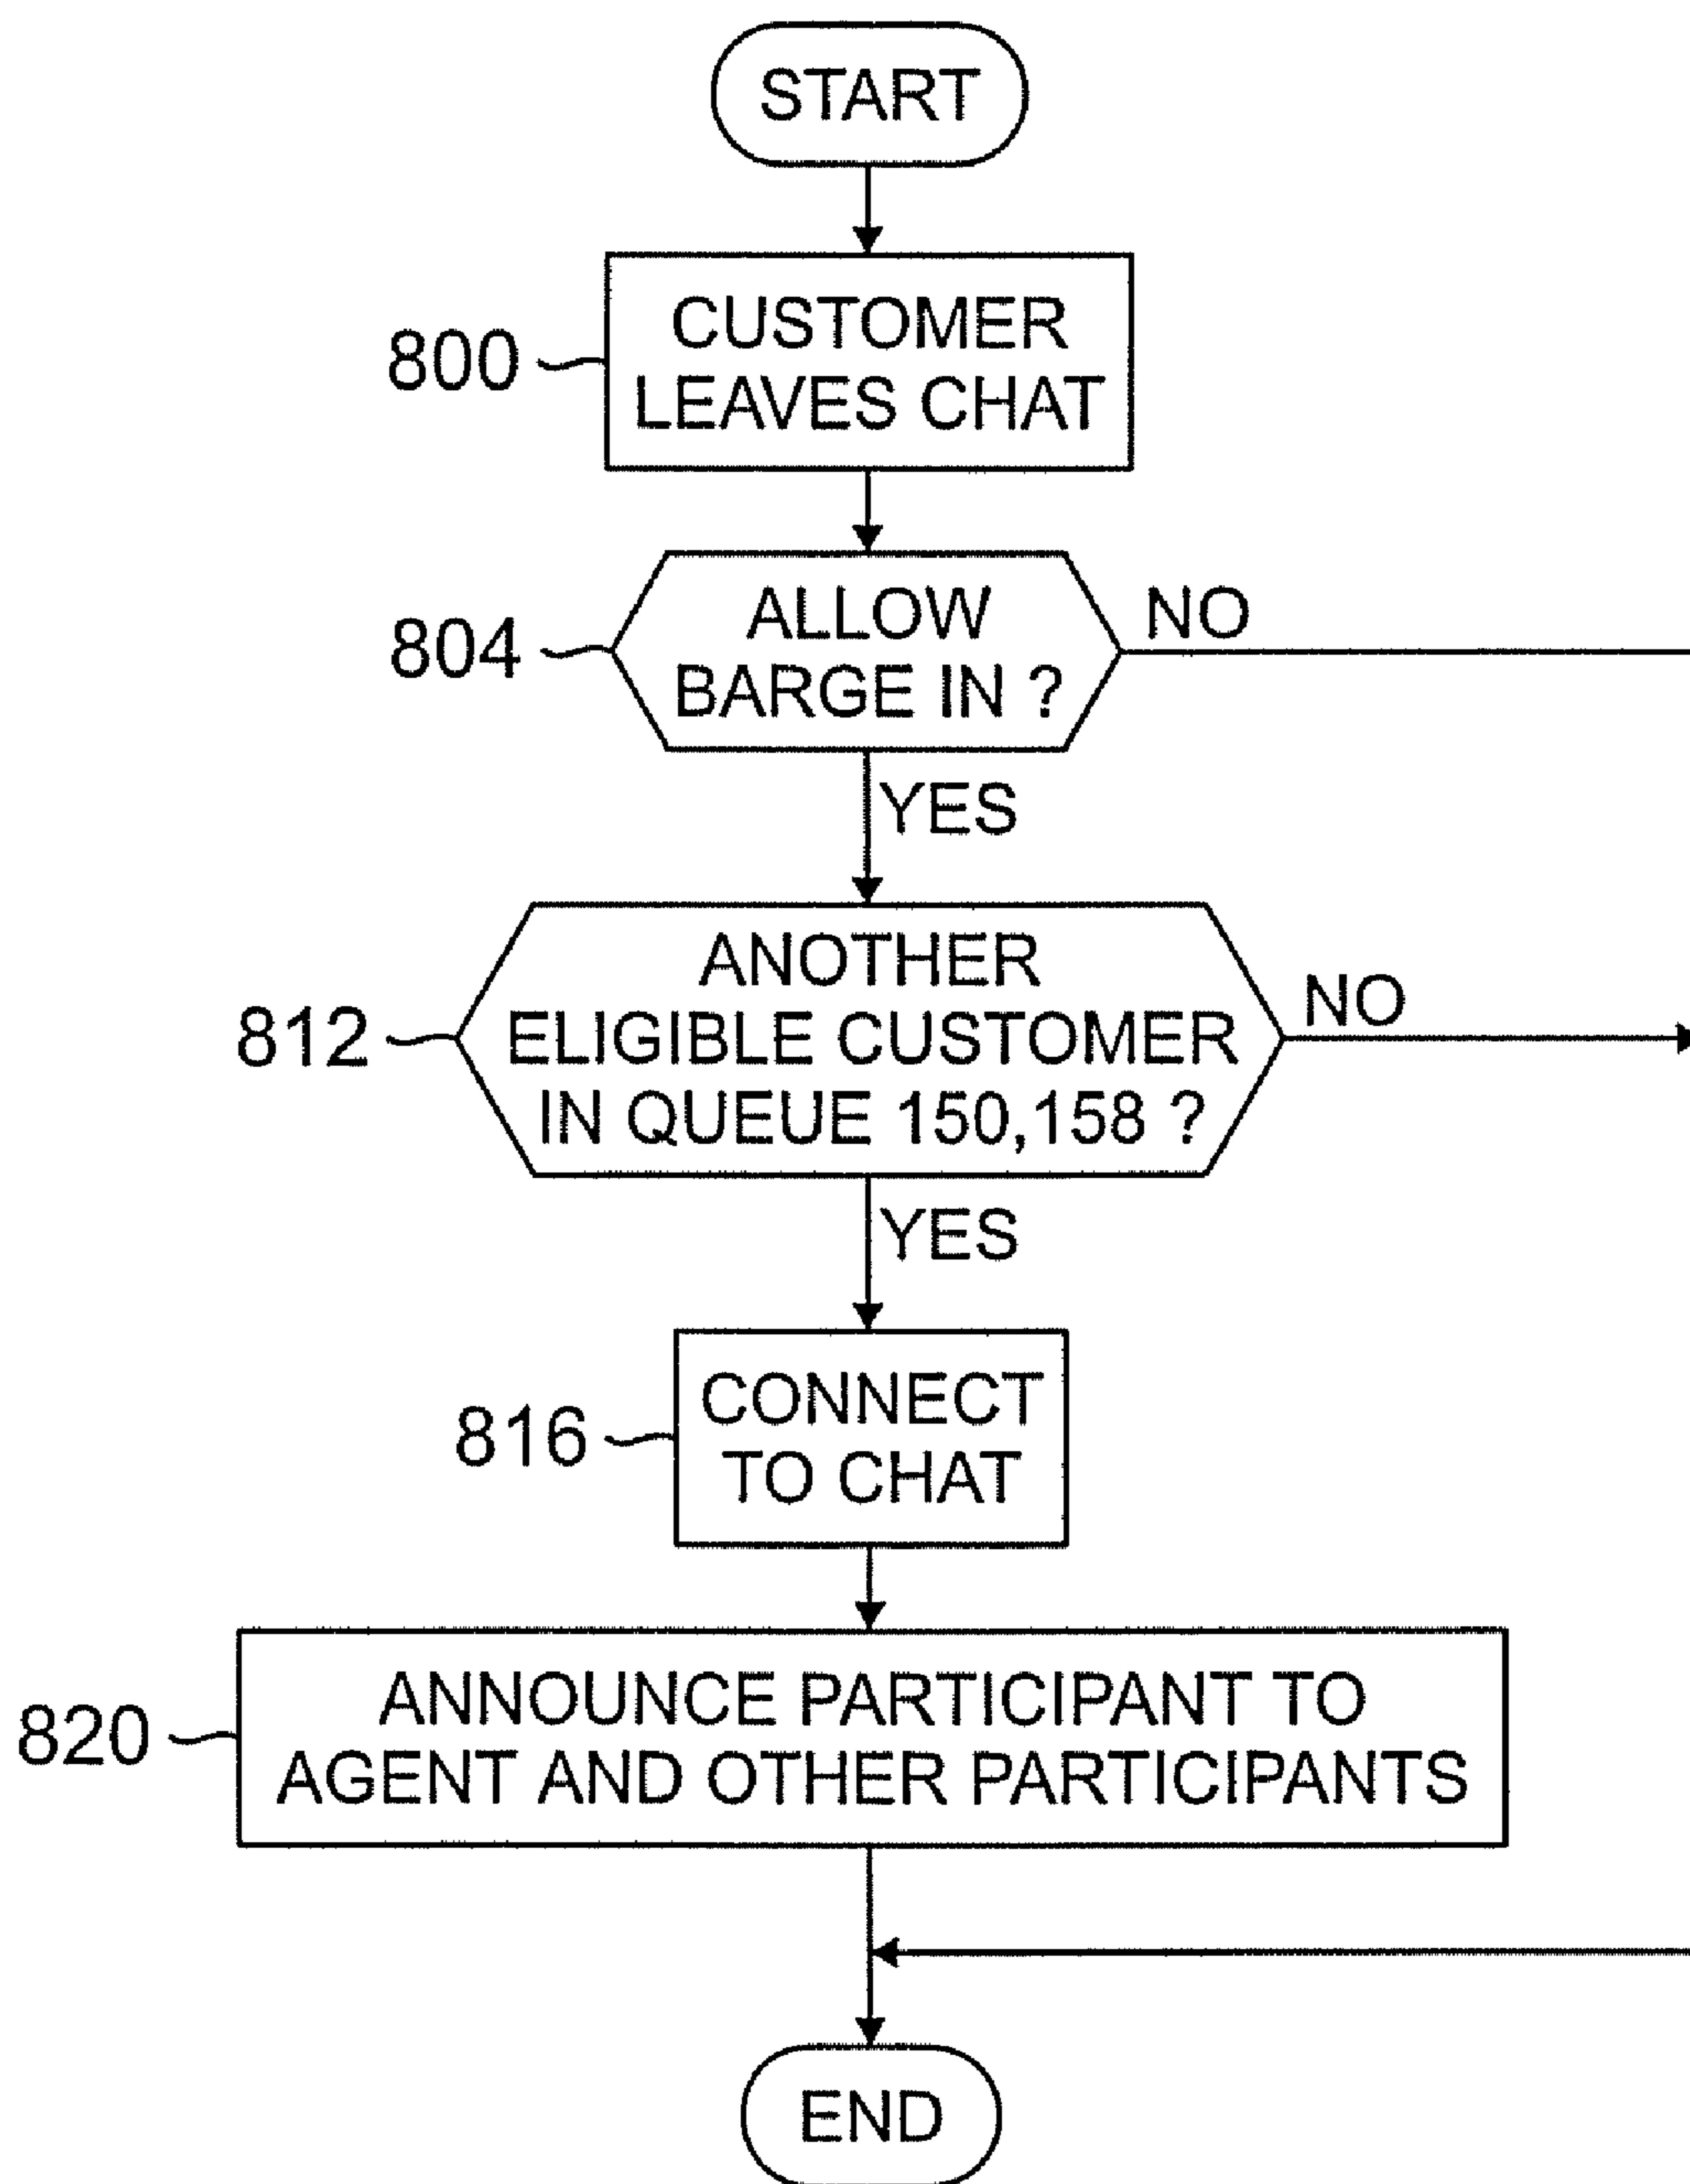 START
800
CUSTOMER
LEAVES CHAT
804
ALLOW
BARGE IN ?
NO
YES
812
ANOTHER
ELIGIBLE CUSTOMER
IN QUEUE 150,158 ?
NO
YES
816
CONNECT
TO CHAT
820
ANNOUNCE PARTICIPANT TO
AGENT AND OTHER PARTICIPANTS
END